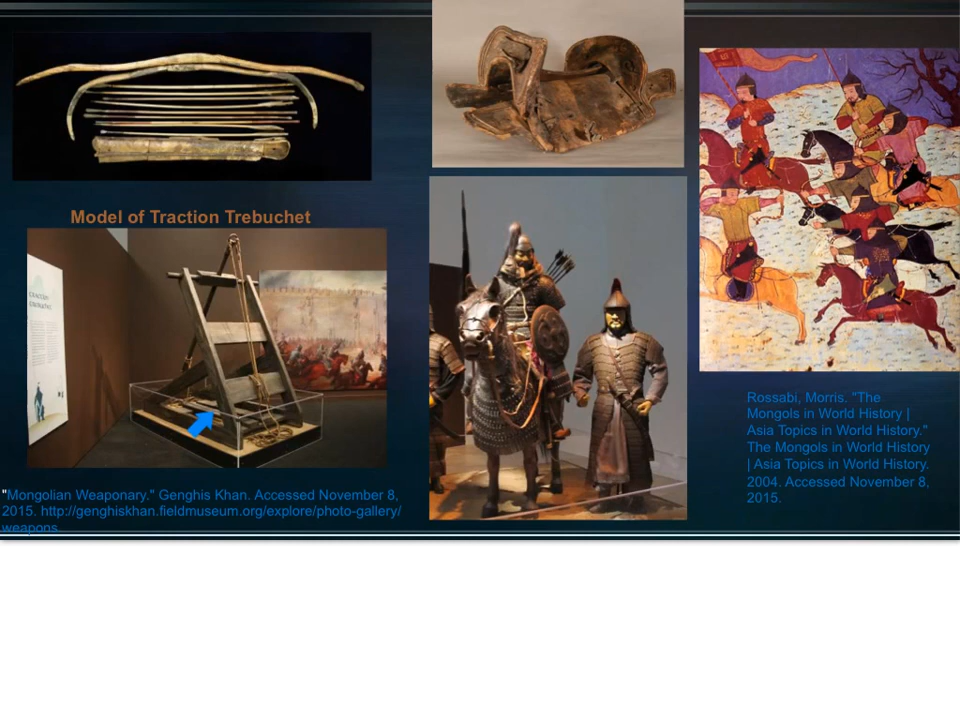 Model of Traction Trebuchet
TRACTION
TREBUCHET
"Mongolian Weaponary." Genghis Khan. Accessed November 8,
2015. http://genghiskhan.fieldmuseum.org/explore/photo-gallery/
weapons.
Rossabi, Morris. "The
Mongols in World History |
Asia Topics in World History."
The Mongols in World History
| Asia Topics in World History.
2004. Accessed November 8,
2015.